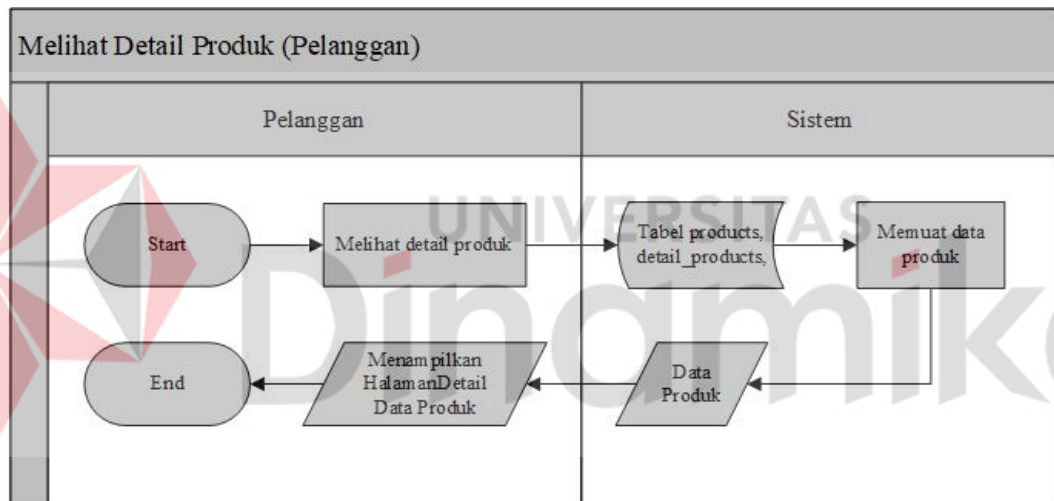 Melihat Detail Produk (Pelanggan)
Pelanggan
Sistem
Start
Melihat detail produk
Tabel products,
detail_products,
Memuat data
produk
End
Menampilkan
HalamanDetail
Data Produk
Data
Produk
UNIVERSITAS
Dinamika